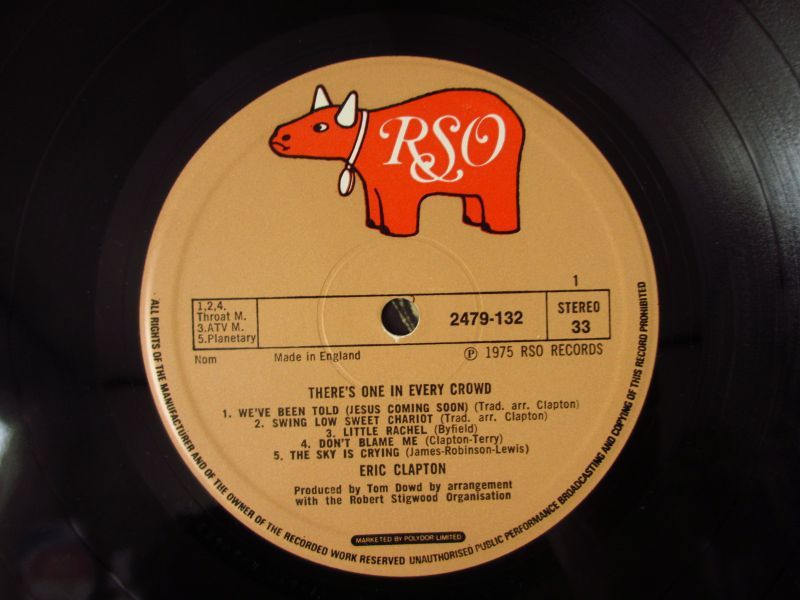 RSO
1
1,2,4.
Throat M.
3.ATV M.
5.Planetary
2479-132
STEREO
33
Nom
Made in England
Ⓟ 1975 RSO RECORDS
THERE'S ONE IN EVERY CROWD
1. WE'VE BEEN TOLD (JESUS COMING SOON) (Trad. arr. Clapton)
2. SWING LOW SWEET CHARIOT (Trad. arr. Clapton)
3. LITTLE RACHEL (Byfield)
4. DON'T BLAME ME (Clapton-Terry)
5. THE SKY IS CRYING (James-Robinson-Lewis)
ERIC CLAPTON
Produced by Tom Dowd by arrangement
with the Robert Stigwood Organisation
MARKETED BY POLYDOR LIMITED
ALL RIGHTS OF THE MANUFACTURER AND OF THE OWNER OF THE RECORDED WORK RESERVED UNAUTHORISED PUBLIC PERFORMANCE BROADCASTING AND COPYING OF THIS RECORD PROHIBITED